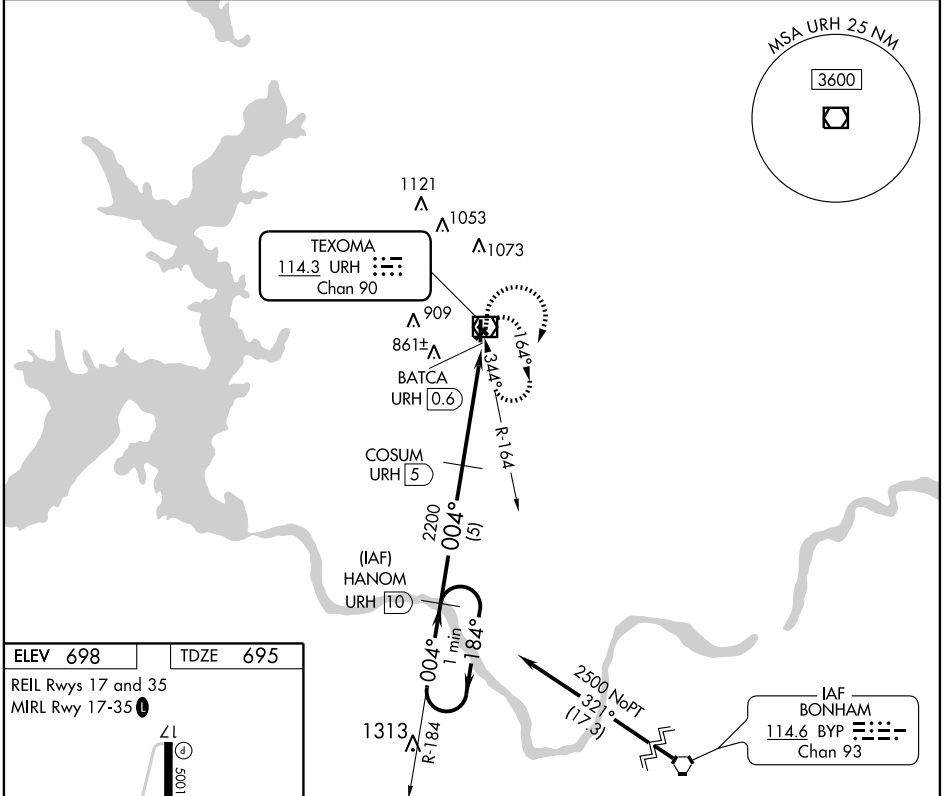 MSA URH 25 NM
3600
1121
1053
1073
TEXOMA
114.3 URH
Chan 90
909
861±
164°
344°
BATCA
URH 0.6
R-164
COSUM
URH 5
2200
004°
(5)
(IAF)
HANOM
URH 10
004°
1 min
184°
1313
R-184
2500 NoPT
321°
(17.3)
IAF
BONHAM
114.6 BYP
Chan 93
ELEV 698
TDZE 695
REIL Rwys 17 and 35
MIRL Rwy 17-35 L
17
P
5001